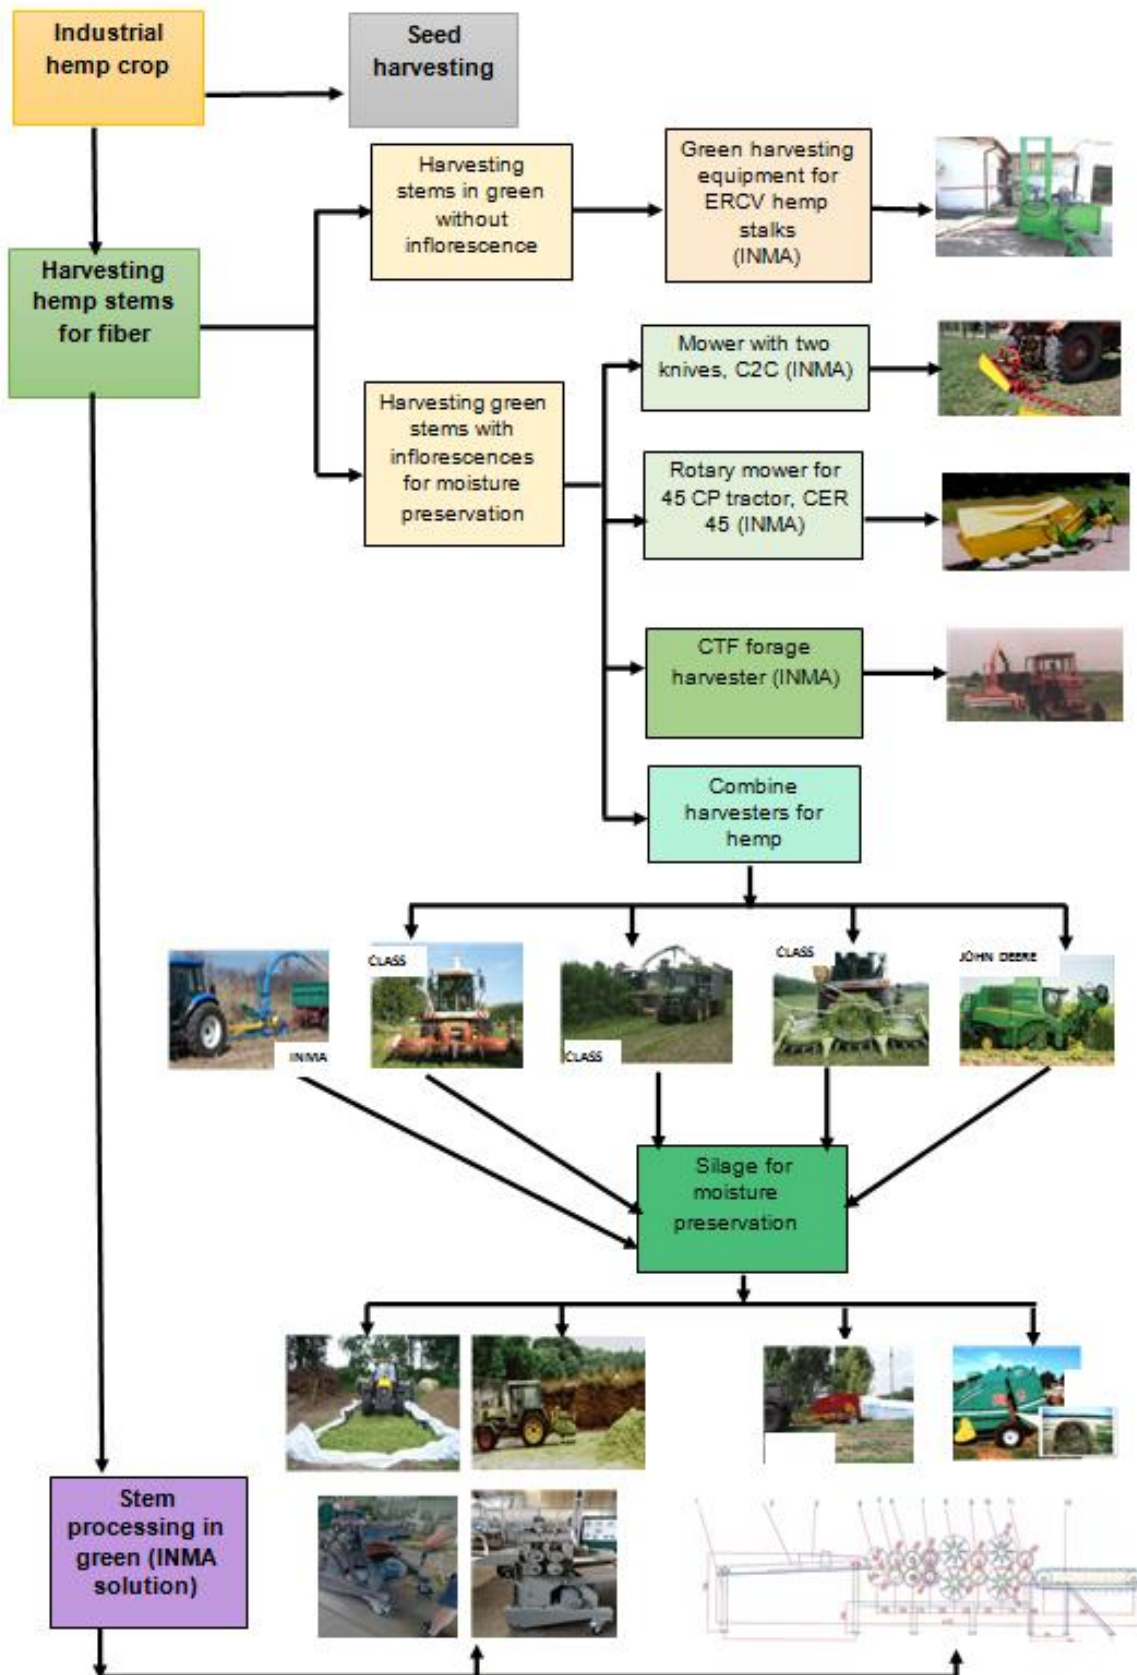 Industrial
hemp crop
Seed
harvesting
Harvesting
stems in green
without
inflorescence
Green harvesting
equipment for
ERCV hemp
stalks
(INMA)
Harvesting
hemp stems
for fiber
Mower with two
knives, C2C (INMA)
Harvesting green
stems with
inflorescences
for moisture
preservation
Rotary mower for
45 CP tractor, CER
45 (INMA)
CTF forage
harvester (INMA)
Combine
harvesters for
hemp
INMA
CLASS
CLASS
CLASS
JOHN DEERE
Silage for
moisture
preservation
Stem
processing in
green (INMA
solution)